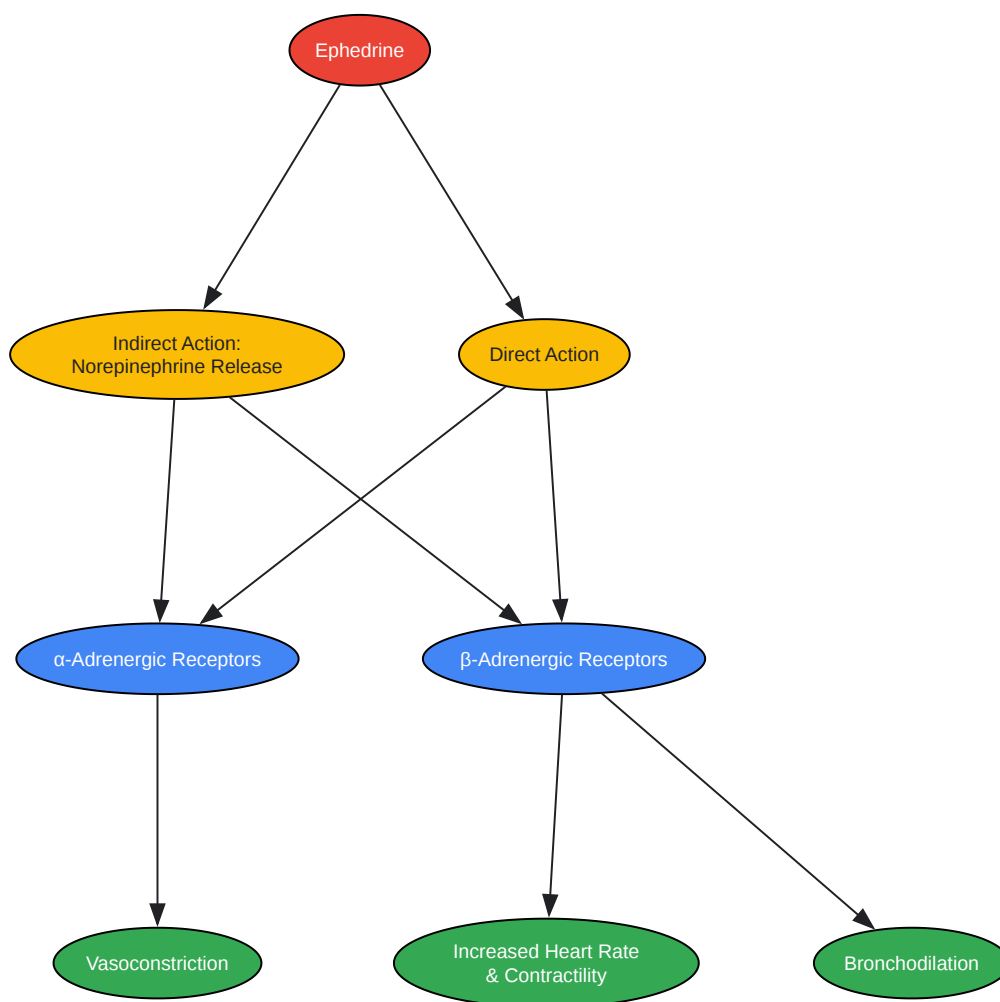 Ephedrine
Indirect Action:
Norepinephrine Release
Direct Action
α-Adrenergic Receptors
β-Adrenergic Receptors
Vasoconstriction
Increased Heart Rate
& Contractility
Bronchodilation